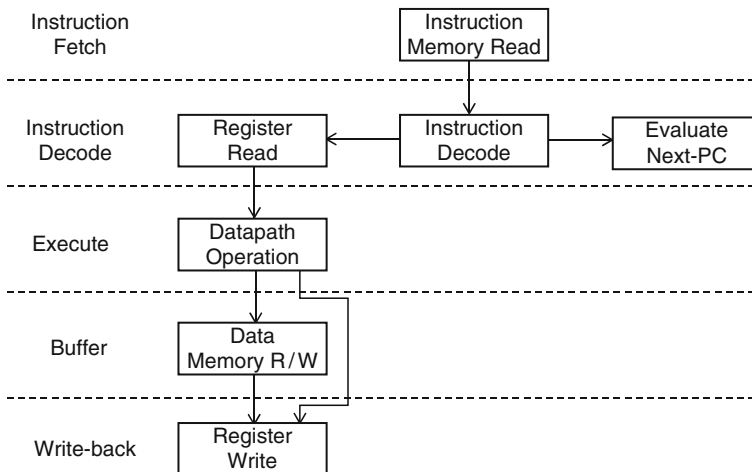 Instruction
Fetch
Instruction
Memory Read
Instruction
Decode
Register
Read
Instruction
Decode
Evaluate
Next-PC
Execute
Datapath
Operation
Buffer
Data
Memory R/W
Write-back
Register
Write